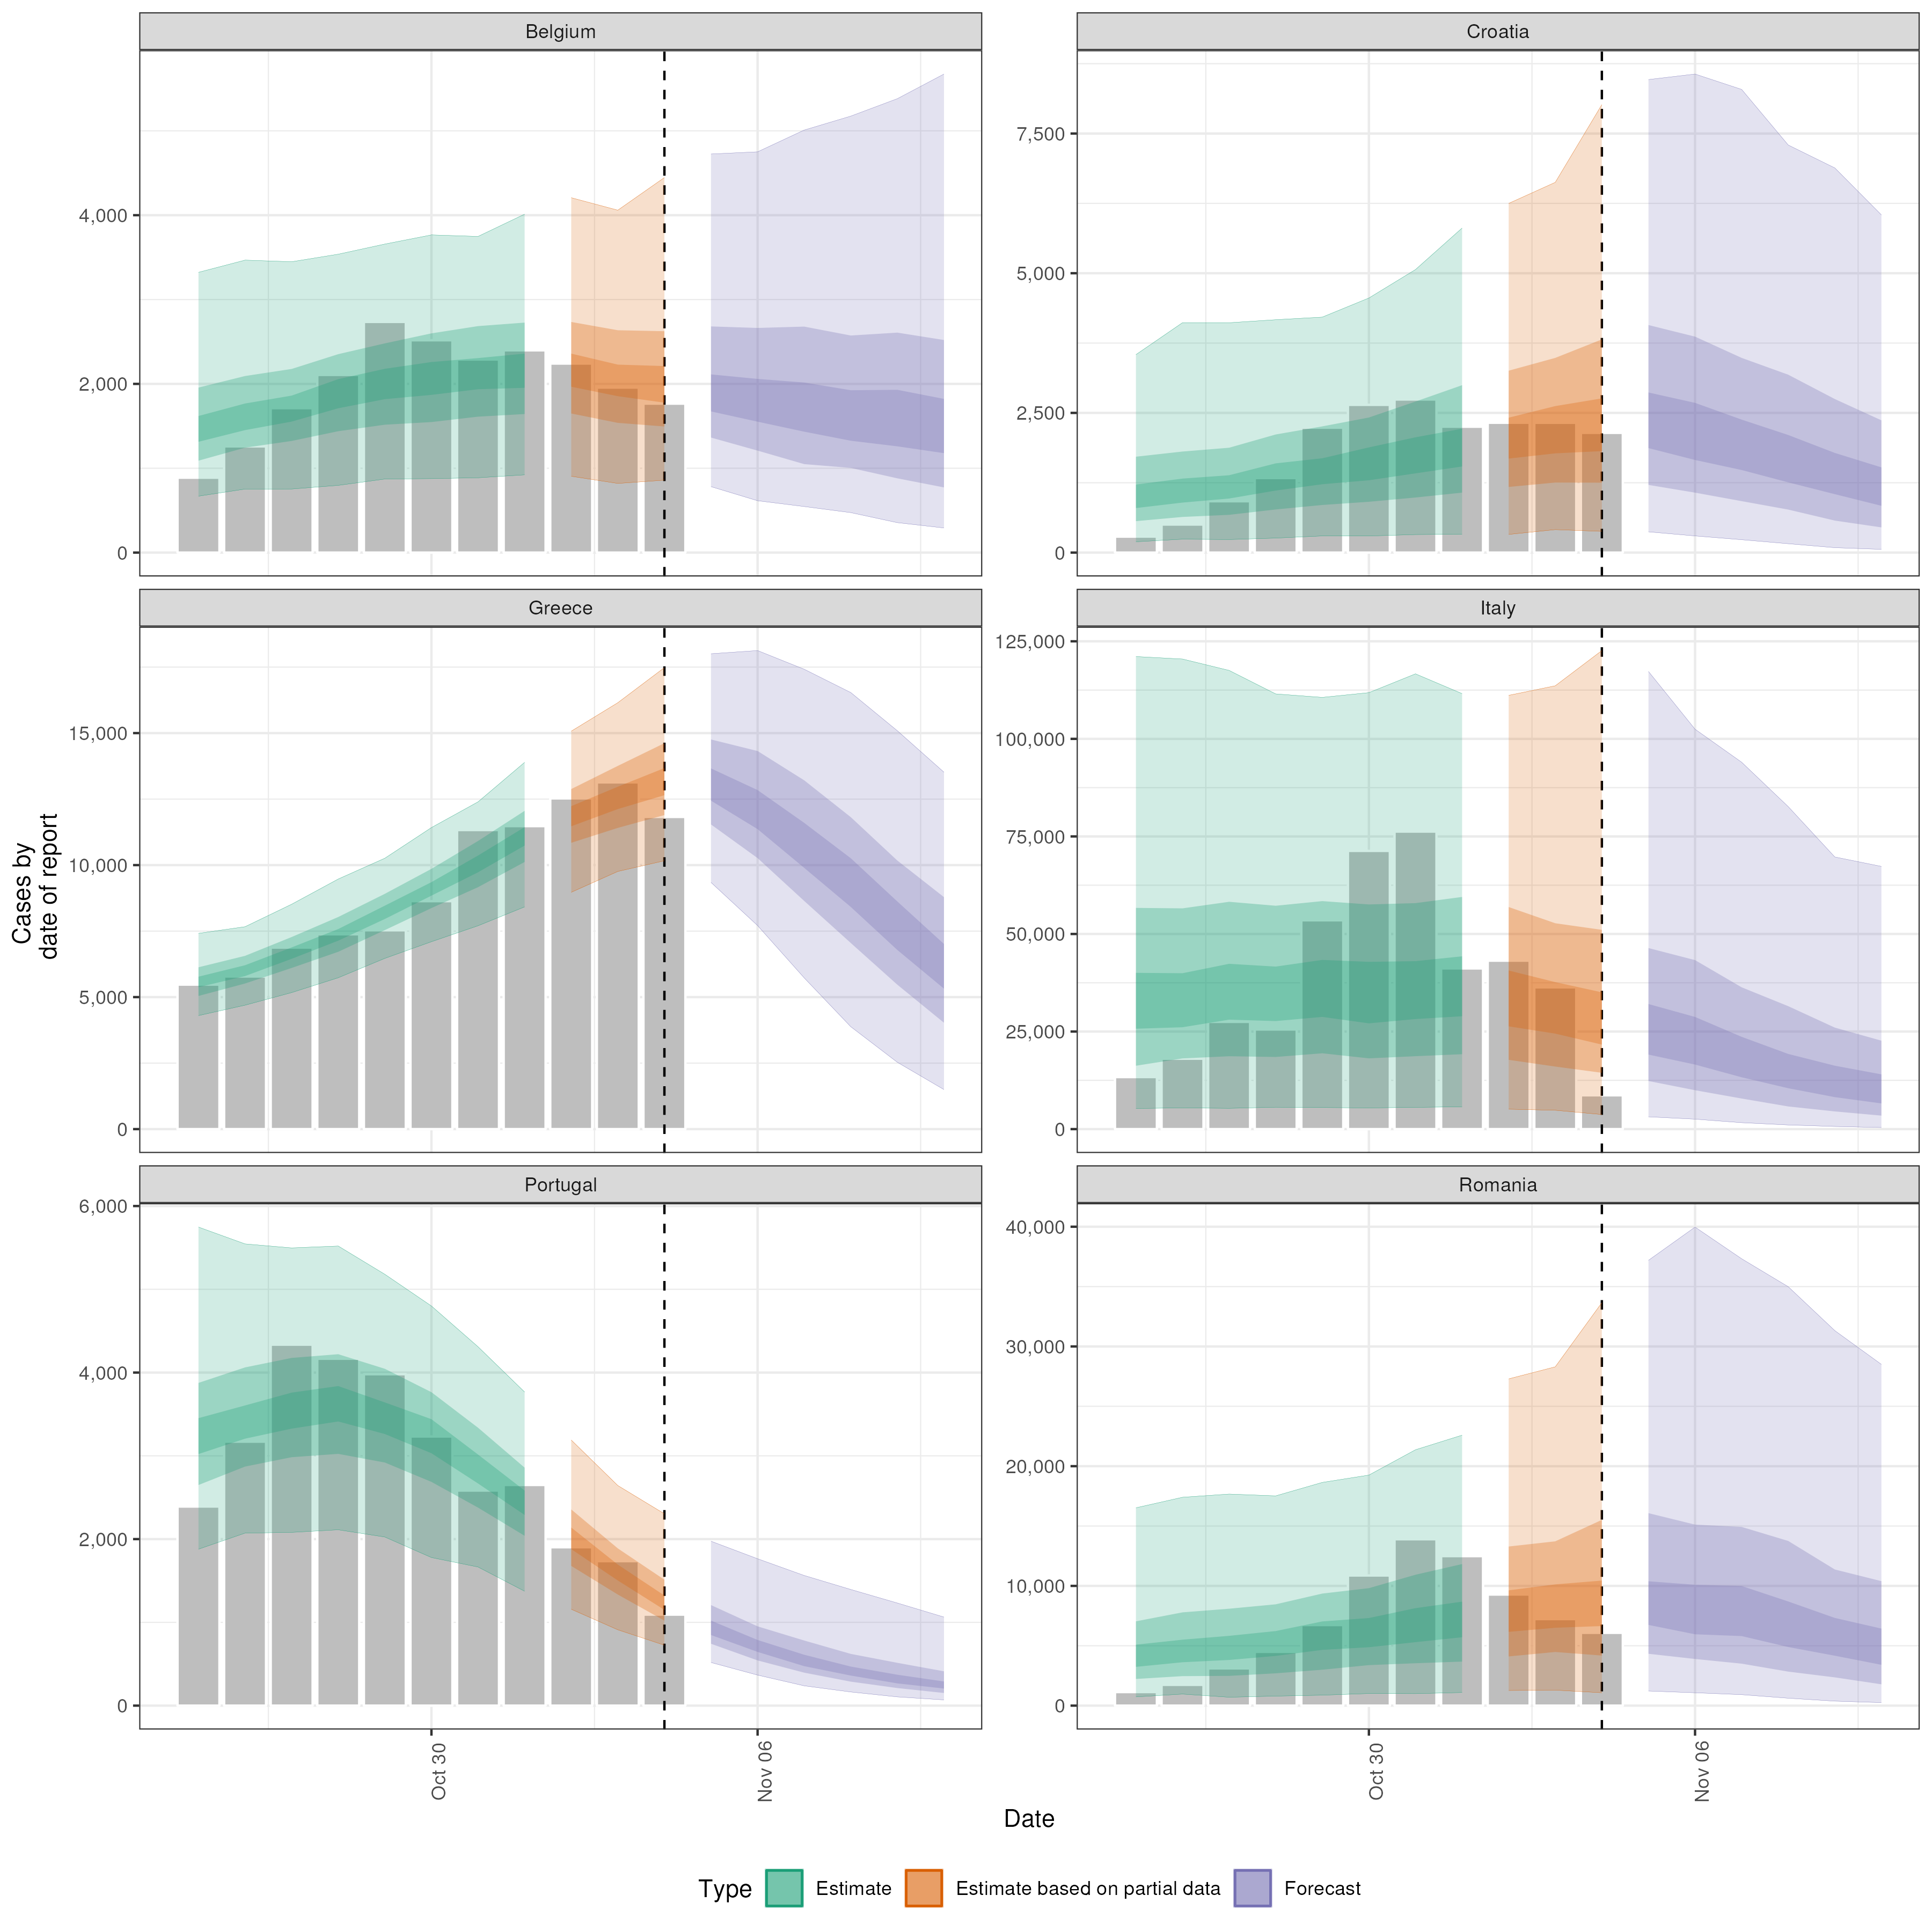 Belgium
Croatia
4,000
2,000
0
7,500
5,000
2,500
0
Greece
Italy
Cases by
date of report
15,000
10,000
5,000
0
125,000
100,000
75,000
50,000
25,000
0
Portugal
Romania
6,000
4,000
2,000
0
40,000
30,000
20,000
10,000
0
Oct 30
Nov 06
Oct 30
Nov 06
Date
Type
Estimate
Estimate based on partial data
Forecast